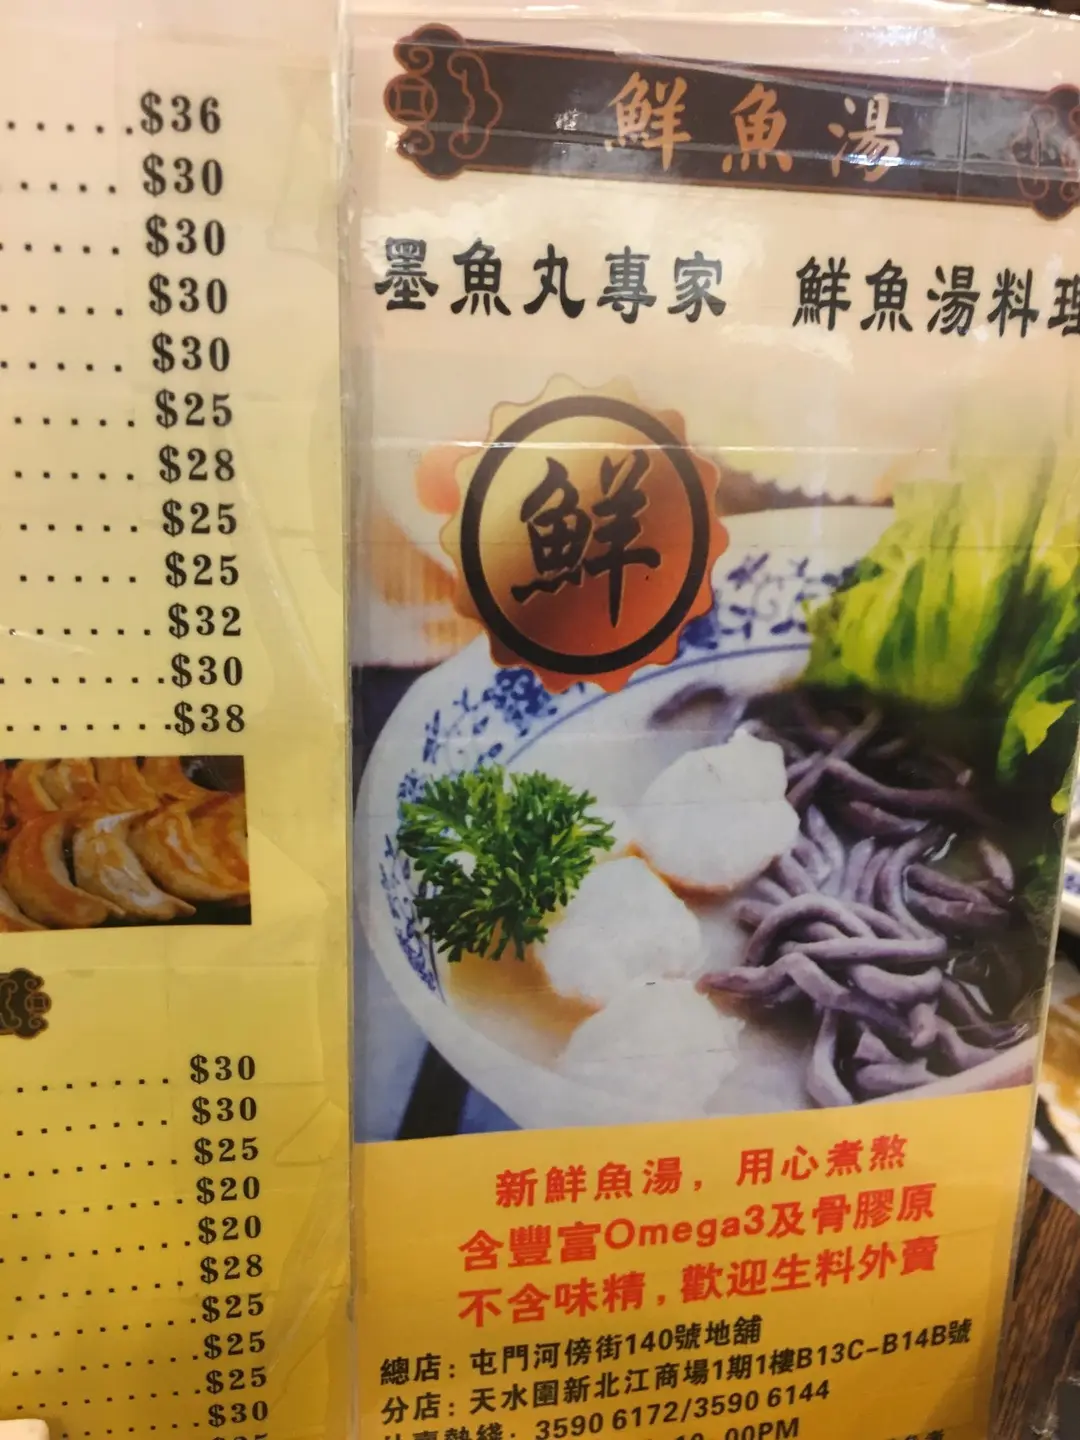 ......$36
.....$30
.....$30
.....$30
.....$30
.....$25
.....$28
......$25
.....$25
.......$32
........$30
.........$38
........$30
.......$30
........$25
........$20
.........$20
........$28
.........$25
.........$25
........$25
........$30
鮮魚湯
墨魚丸專家 鮮魚湯料理
鮮
新鮮魚湯，用心煮熬
含豐富Omega3及骨膠原
不含味精，歡迎生料外賣
總店：屯門河傍街140號地舖
分店：天水圍新北江商場1期1樓B13C-B14B號
外賣熱綫：3590 6172/3590 6144
00PM